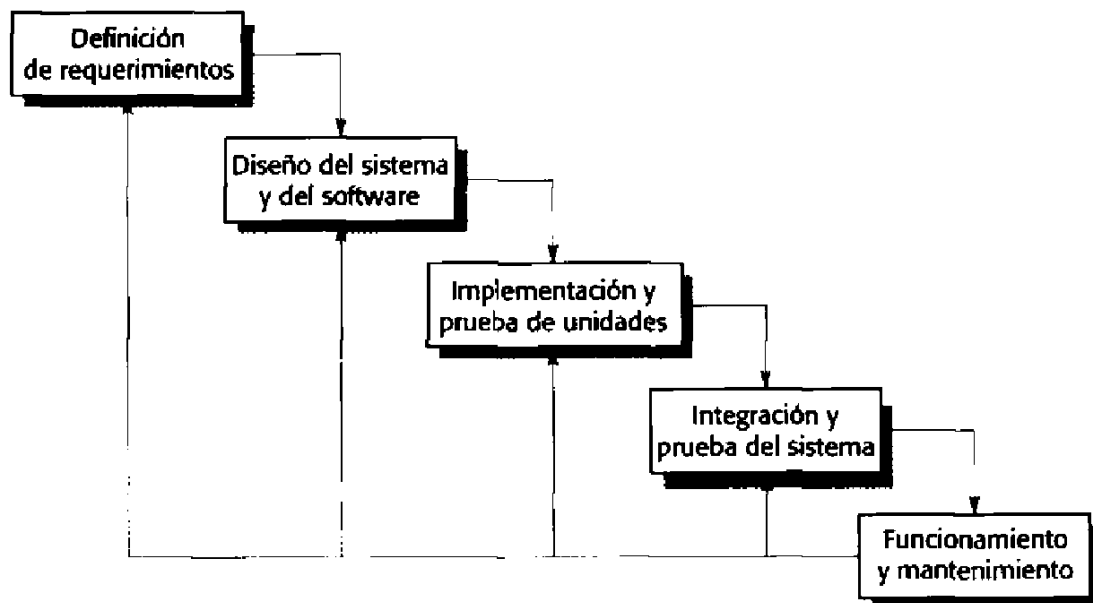 Definición
de requerimientos
Diseño del sistema
y del software
Implementación y
prueba de unidades
Integración y
prueba del sistema
Funcionamiento
y mantenimiento